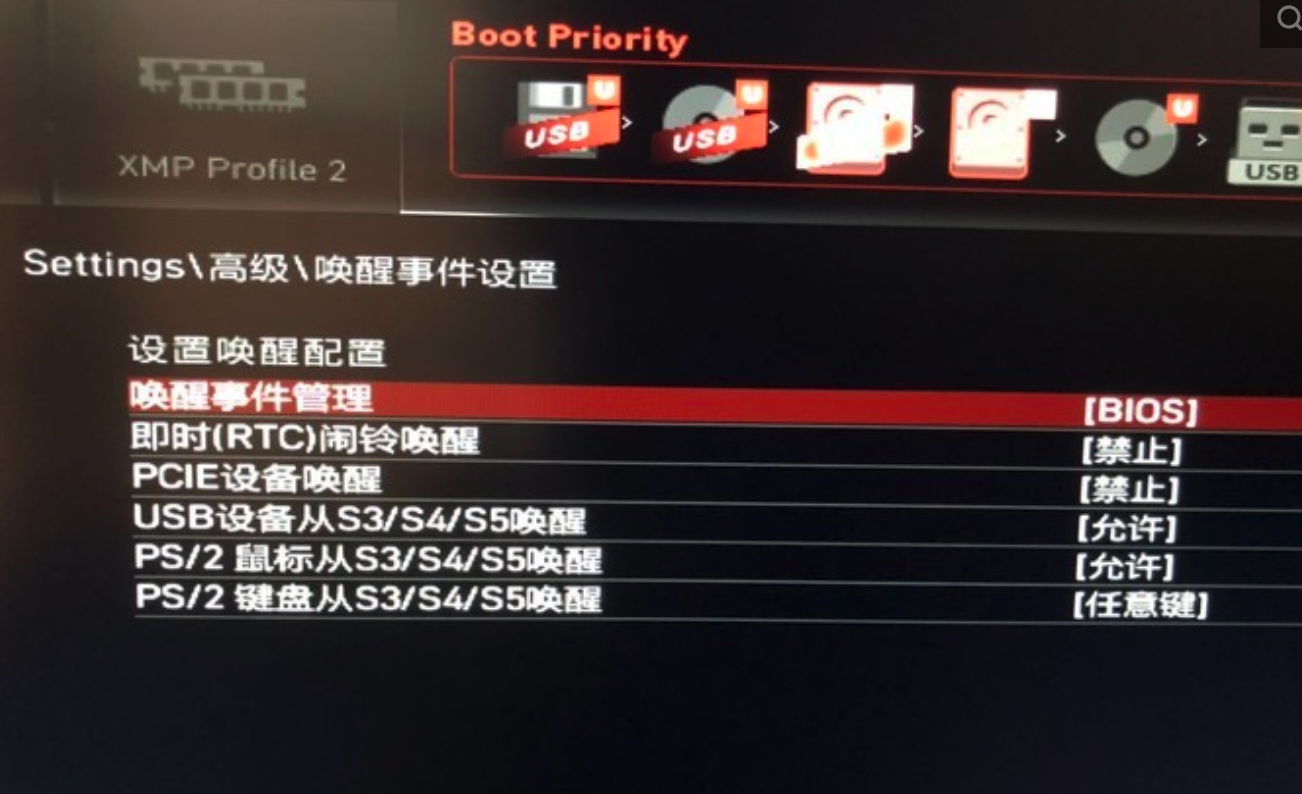 Boot Priority
USB
USB
USB
XMP Profile 2
Settings\高级\唤醒事件设置
设置唤醒配置
唤醒事件管理 [BIOS]
即时(RTC)闹铃唤醒 [禁止]
PCIE设备唤醒 [禁止]
USB设备从S3/S4/S5唤醒 [允许]
PS/2 鼠标从S3/S4/S5唤醒 [允许]
PS/2 键盘从S3/S4/S5唤醒 [任意键]